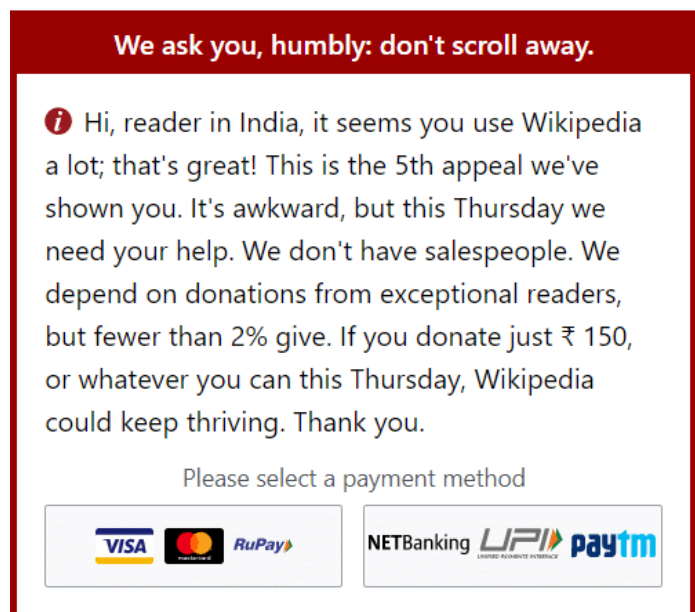 We ask you, humbly: don't scroll away.
i Hi, reader in India, it seems you use Wikipedia
a lot; that's great! This is the 5th appeal we've
shown you. It's awkward, but this Thursday we
need your help. We don't have salespeople. We
depend on donations from exceptional readers,
but fewer than 2% give. If you donate just ₹ 150,
or whatever you can this Thursday, Wikipedia
could keep thriving. Thank you.
Please select a payment method
VISA mastercard RuPay NETBanking UPI paytm
UNIFIED PAYMENTS INTERFACE